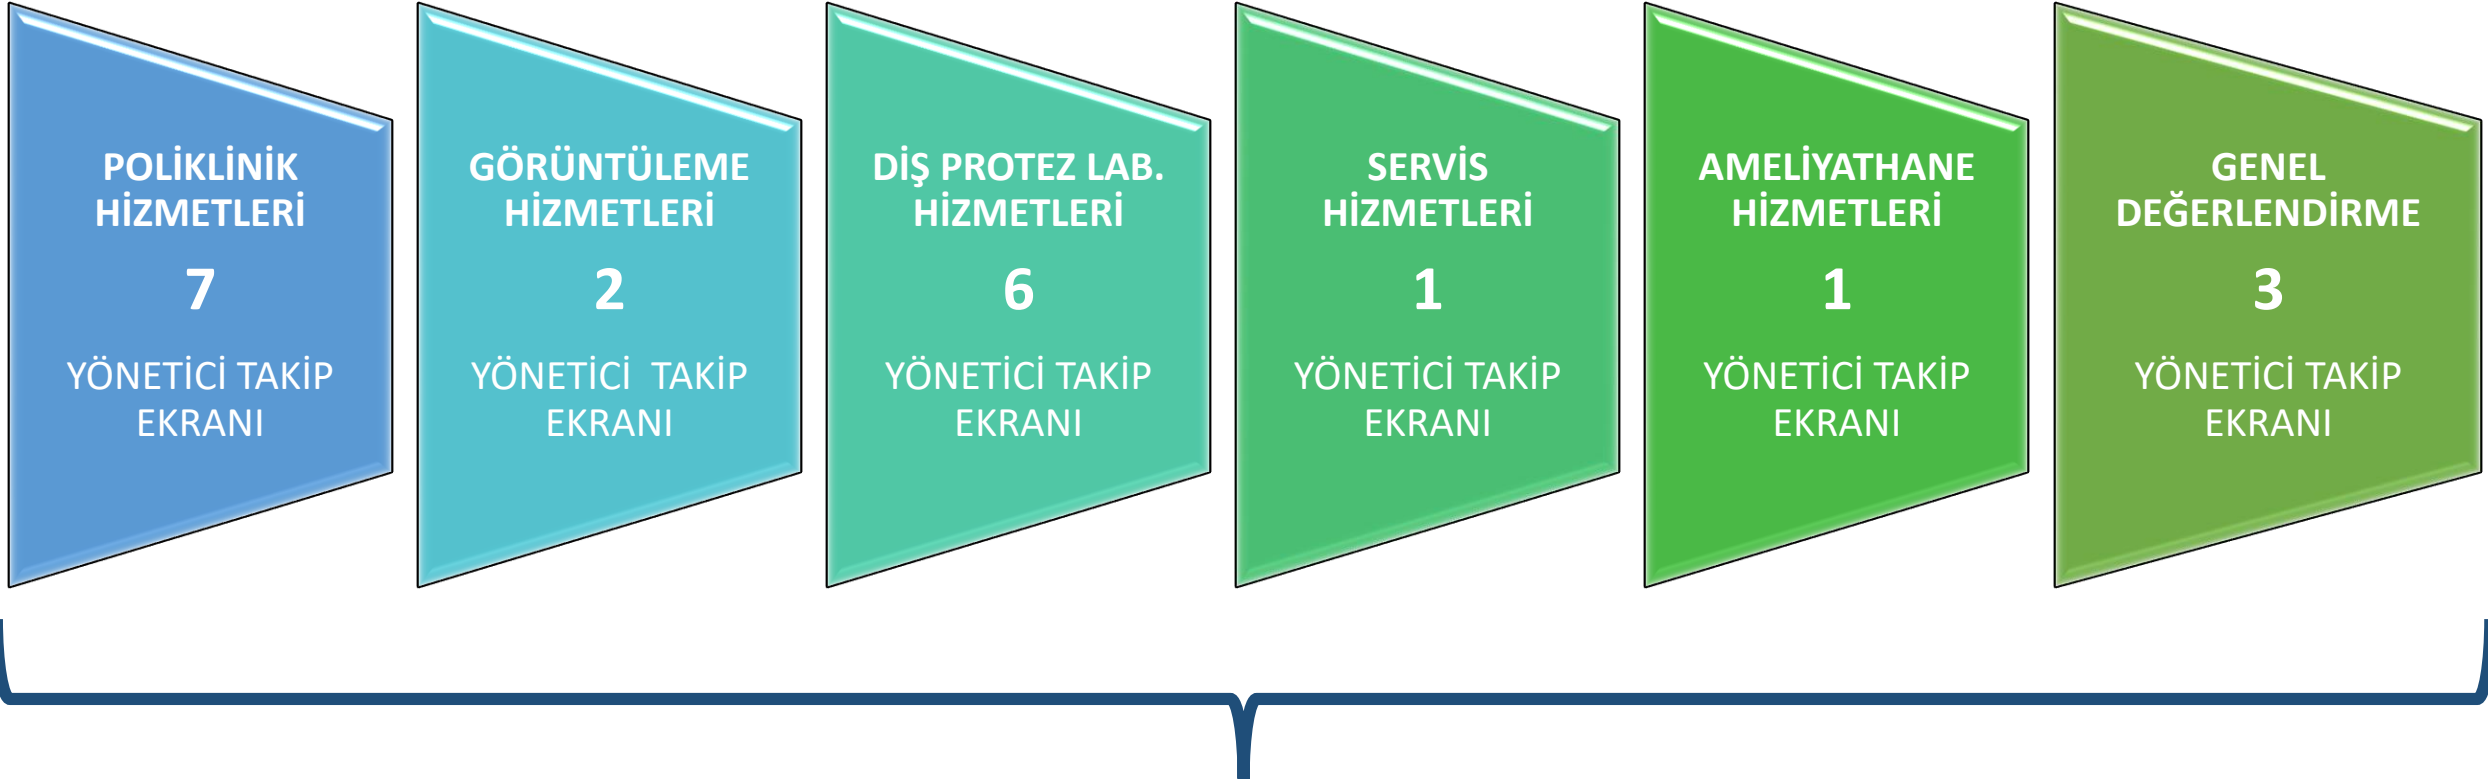 POLİKLİNİK
HİZMETLERİ
7
YÖNETİCİ TAKİP
EKRANI
GÖRÜNTÜLEME
HİZMETLERİ
2
YÖNETİCİ  TAKİP
EKRANI
DİŞ PROTEZ LAB.
HİZMETLERİ
6
YÖNETİCİ TAKİP
EKRANI
SERVİS
HİZMETLERİ
1
YÖNETİCİ TAKİP
EKRANI
AMELİYATHANE
HİZMETLERİ
1
YÖNETİCİ TAKİP
EKRANI
GENEL
DEĞERLENDİRME
3
YÖNETİCİ TAKİP
EKRANI